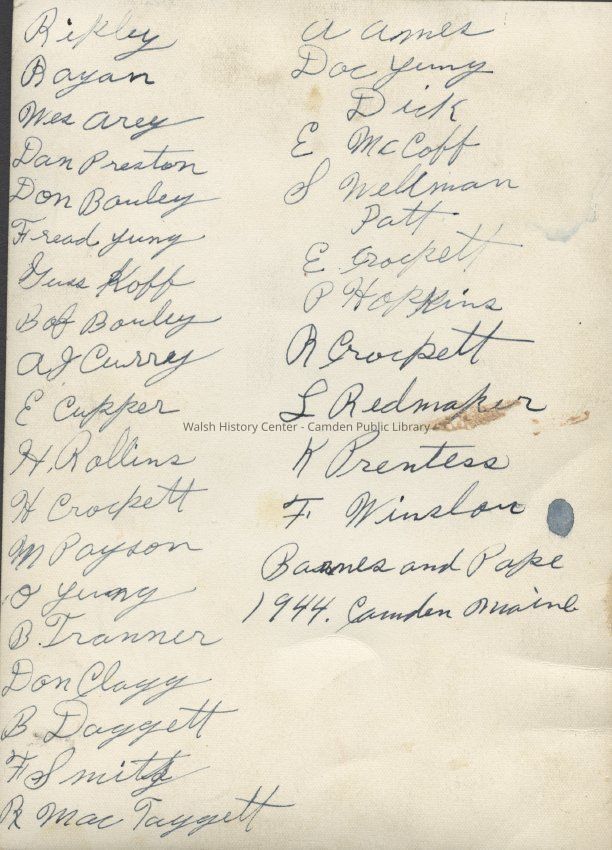 Ripley
Bayan
Wes Arey
Dan Preston
Don Bouley
Fread Yung
Guss Koff
Bob Bouley
A J Curry
E Cupper
H. Rollins
H Crockett
M Payson
O Yung
B. Tranner
Don Clagg
B Daggett
F Smith
R Mac Taggett
A Ames
Doc Yung
Dick
E McCoff
S Wellman
Patt
E Crockett
P Hopkins
R Crockett
L Redmaker
Walsh History Center - Camden Public Library
K Prentess
F Winslow
Barnes and Pape
1944. Camden Maine